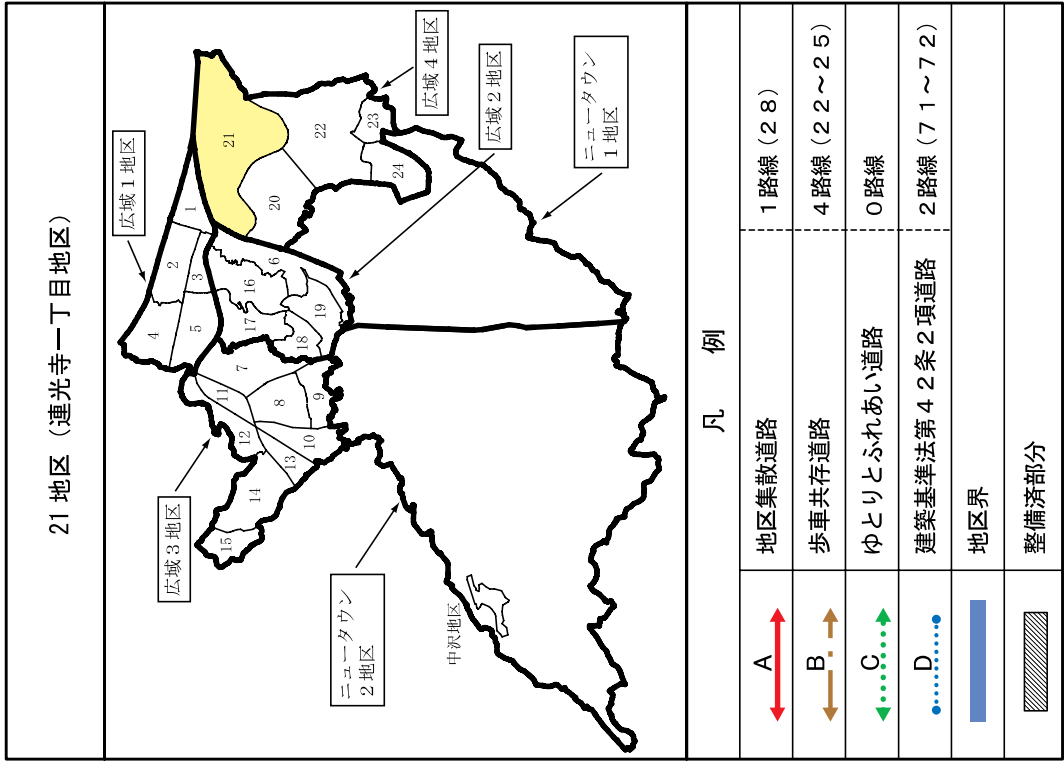 21地区（連光寺一丁目地区）
広域1地区
広域4地区
広域2地区
ニュータウン
1地区
広域3地区
ニュータウン
2地区
中沢地区
1
2
3
4
5
6
7
8
9
10
11
12
13
14
15
16
17
18
19
20
21
22
23
24
凡　例
A 地区集散道路 1路線（28）
B 歩車共存道路 4路線（22～25）
C ゆとりとふれあい道路 0路線
D 建築基準法第42条2項道路 2路線（71～72）
地区界
整備済部分